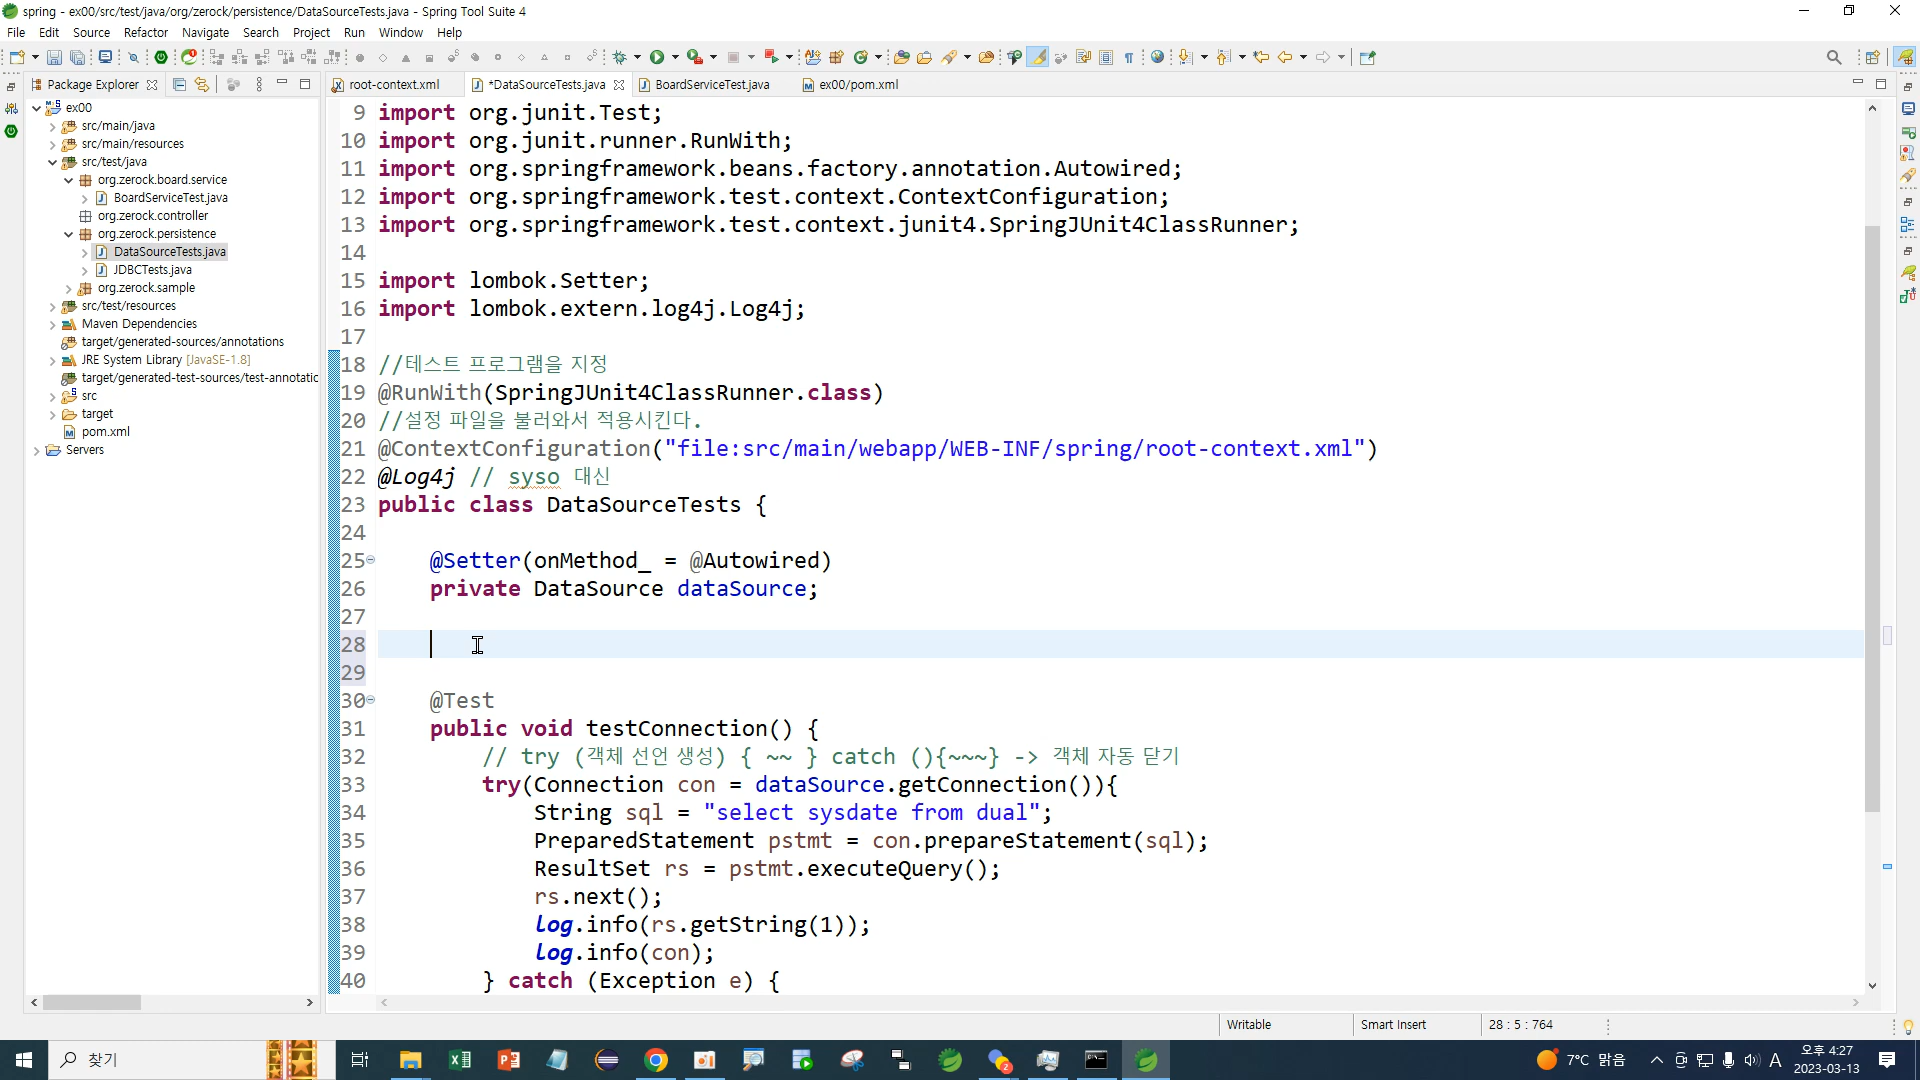 spring - ex00/src/test/java/org/zerock/persistence/DataSourceTests.java - Spring Tool Suite 4
File Edit Source Refactor Navigate Search Project Run Window Help
Package Explorer
root-context.xml
*DataSourceTests.java
BoardServiceTest.java
ex00/pom.xml
ex00
src/main/java
src/main/resources
src/test/java
org.zerock.board.service
BoardServiceTest.java
org.zerock.controller
org.zerock.persistence
DataSourceTests.java
JDBCTests.java
org.zerock.sample
src/test/resources
Maven Dependencies
target/generated-sources/annotations
JRE System Library [JavaSE-1.8]
target/generated-test-sources/test-annotatic
src
target
pom.xml
Servers
9 import org.junit.Test;
10 import org.junit.runner.RunWith;
11 import org.springframework.beans.factory.annotation.Autowired;
12 import org.springframework.test.context.ContextConfiguration;
13 import org.springframework.test.context.junit4.SpringJUnit4ClassRunner;
14
15 import lombok.Setter;
16 import lombok.extern.log4j.Log4j;
17
18 //테스트 프로그램을 지정
19 @RunWith(SpringJUnit4ClassRunner.class)
20 //설정 파일을 불러와서 적용시킨다.
21 @ContextConfiguration("file:src/main/webapp/WEB-INF/spring/root-context.xml")
22 @Log4j // syso 대신
23 public class DataSourceTests {
24
25 @Setter(onMethod_ = @Autowired)
26 private DataSource dataSource;
27
28
29
30 @Test
31 public void testConnection() {
32 // try (객체 선언 생성) { ~~ } catch (){~~~} -> 객체 자동 닫기
33 try(Connection con = dataSource.getConnection()){
34 String sql = "select sysdate from dual";
35 PreparedStatement pstmt = con.prepareStatement(sql);
36 ResultSet rs = pstmt.executeQuery();
37 rs.next();
38 log.info(rs.getString(1));
39 log.info(con);
40 } catch (Exception e) {
Writable
Smart Insert
28 : 5 : 764
찾기
7°C 맑음
A
오후 4:27
2023-03-13